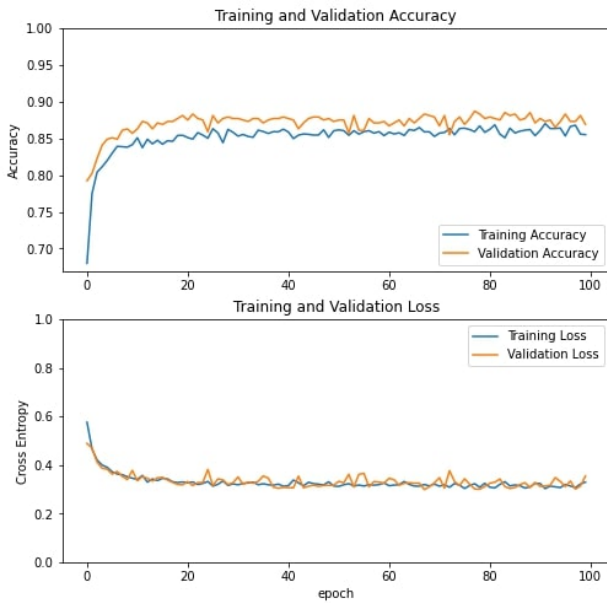 Training and Validation Accuracy
1.00
0.95
0.90
0.85
0.80
0.75
0.70
Accuracy
Training Accuracy
Validation Accuracy
0 20 40 60 80 100
Training and Validation Loss
1.0
0.8
0.6
0.4
0.2
0.0
Cross Entropy
Training Loss
Validation Loss
0 20 40 60 80 100
epoch